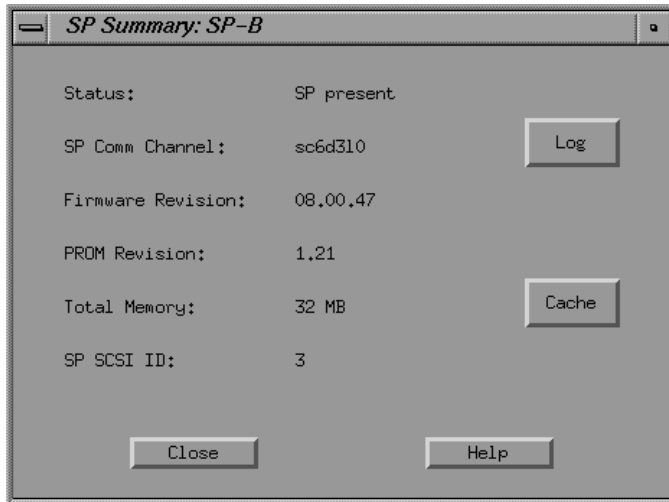 SP Summary: SP-B
Status: SP present
SP Comm Channel: sc6d3l0
Log
Firmware Revision: 08.00.47
PROM Revision: 1.21
Total Memory: 32 MB
Cache
SP SCSI ID: 3
Close Help